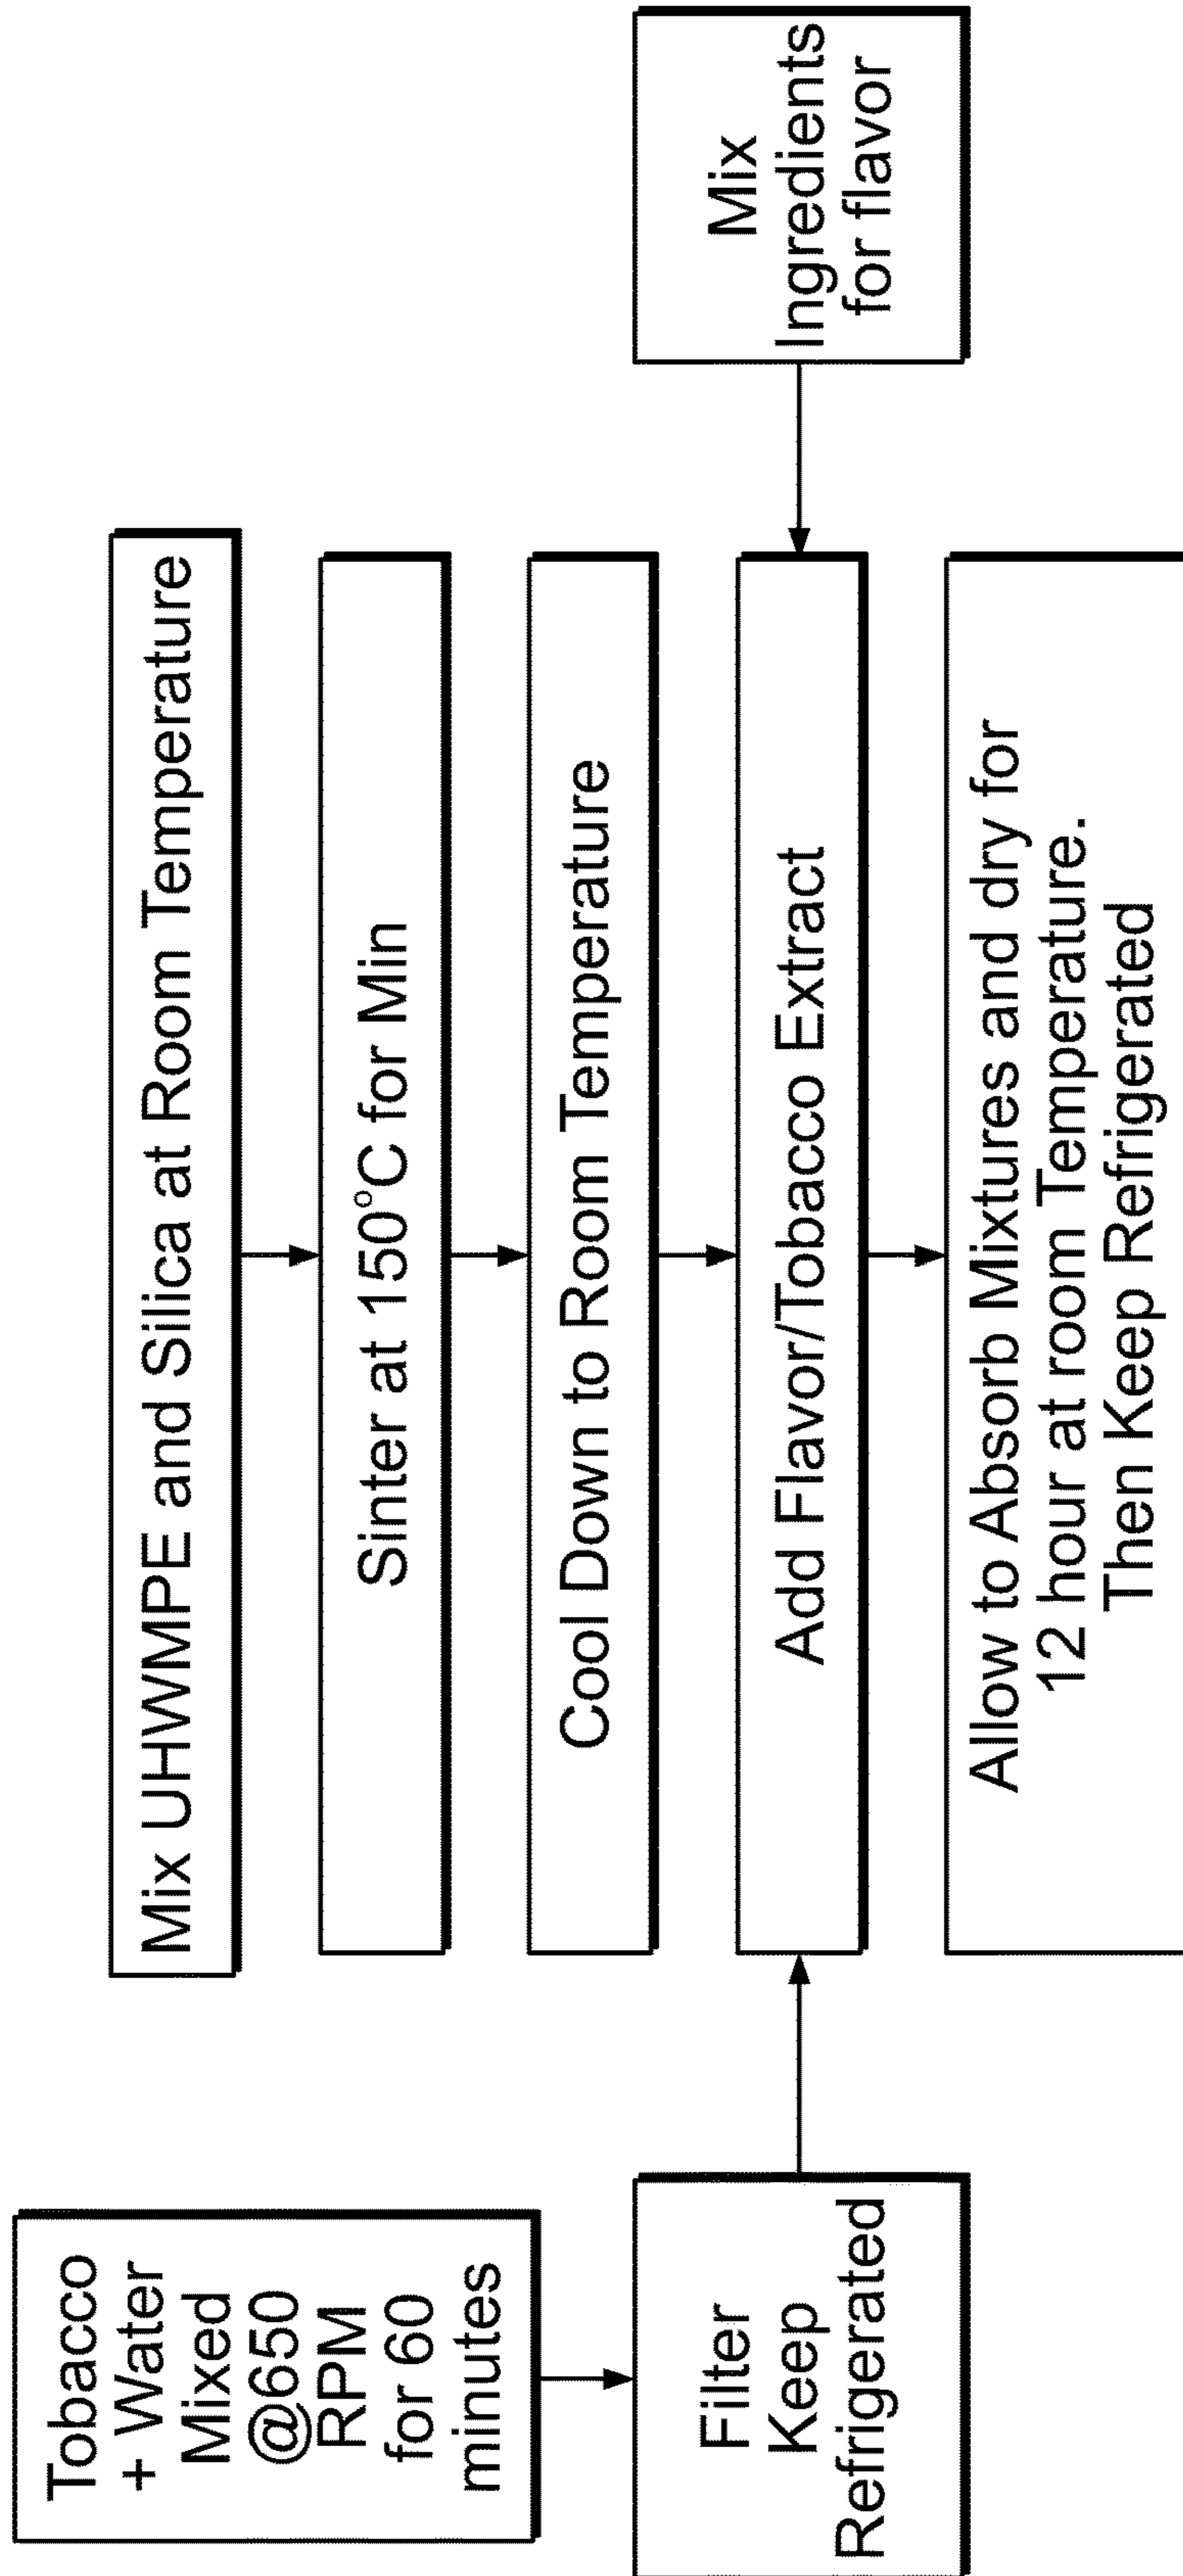 Mix UHWMPE and Silica at Room Temperature
Sinter at 150°C for Min
Cool Down to Room Temperature
Tobacco
+ Water
Mixed
@650
RPM
for 60
minutes
Filter
Keep
Refrigerated
Add Flavor/Tobacco Extract
Mix
Ingredients
for flavor
Allow to Absorb Mixtures and dry for
12 hour at room Temperature.
Then Keep Refrigerated